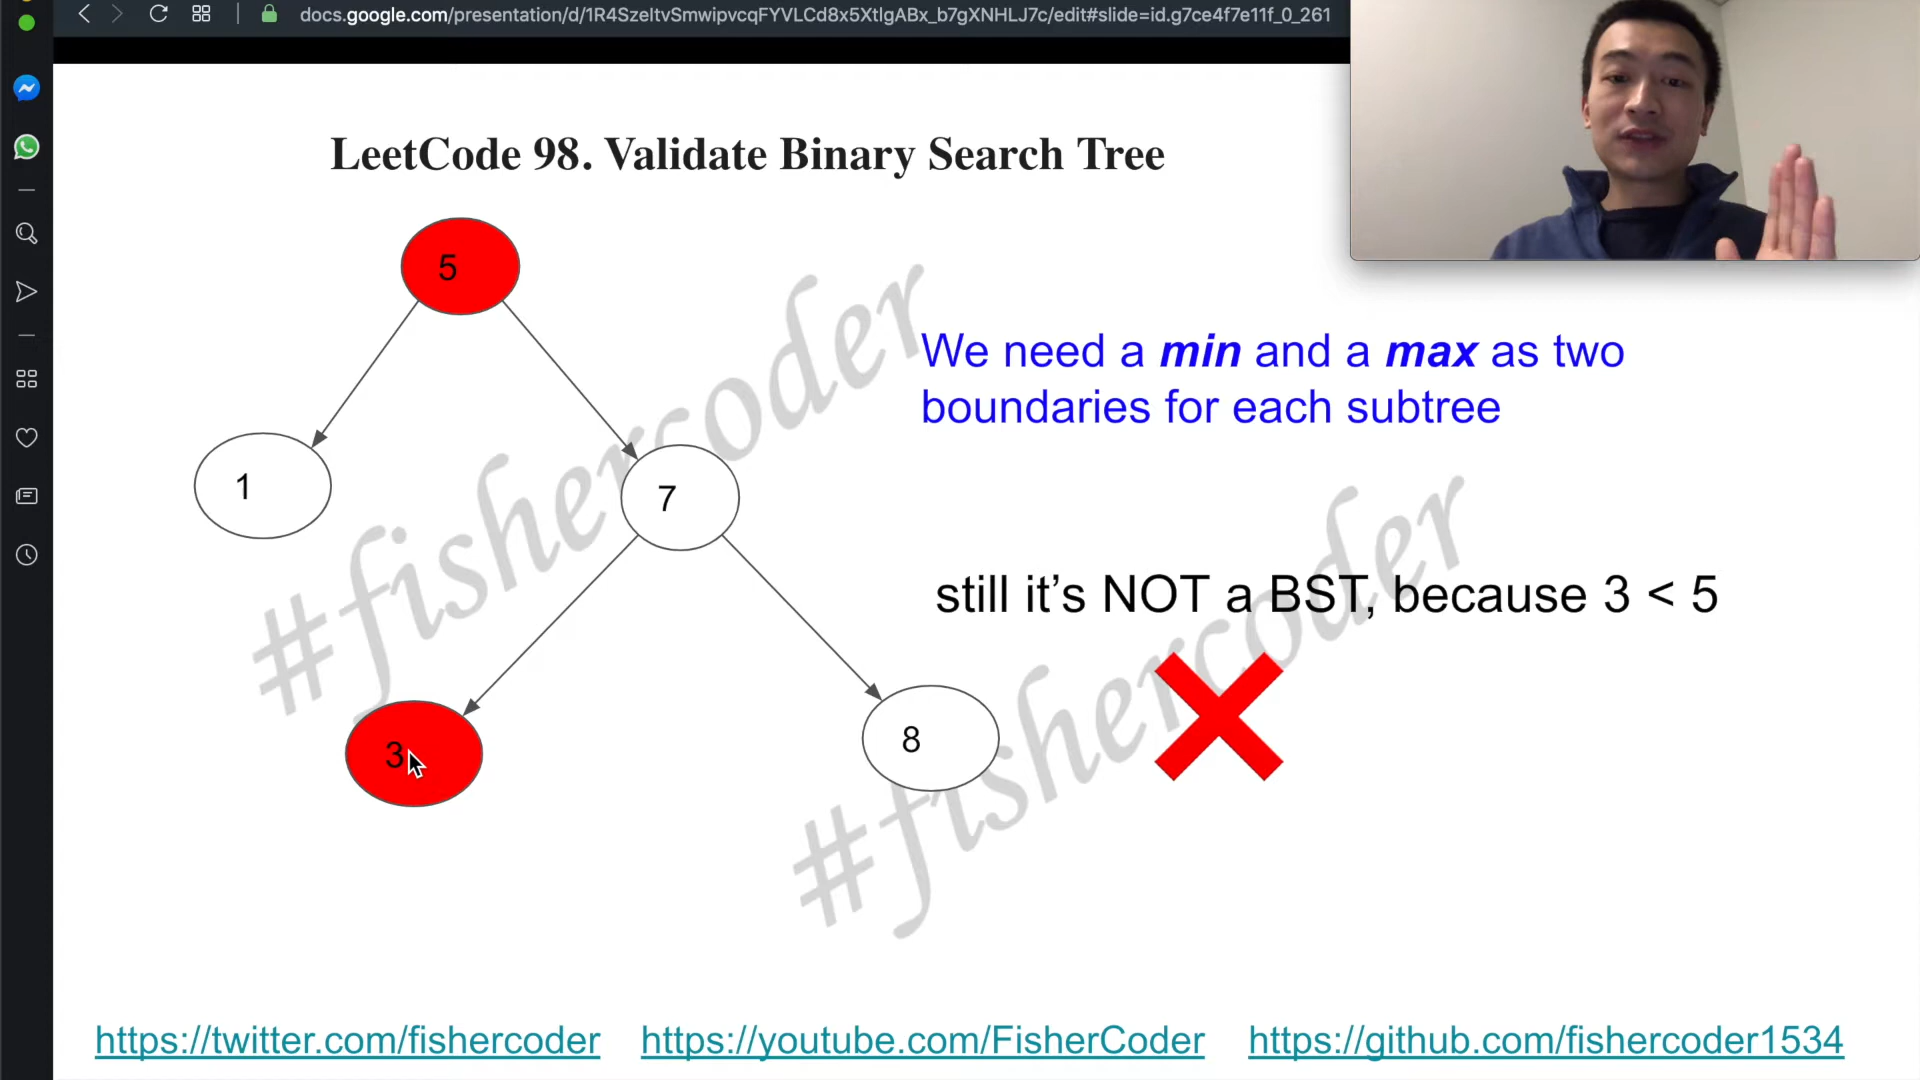 docs.google.com/presentation/d/1R4SzeltvSmwipvcqFYVLCd8x5XtlgABx_b7gXNHLJ7c/edit#slide=id.g7ce4f7e11f_0_261
LeetCode 98. Validate Binary Search Tree
5
We need a min and a max as two
boundaries for each subtree
1
7
still it's NOT a BST, because 3 < 5
3
8
#fishercoder
#fishercoder
https://twitter.com/fishercoder
https://youtube.com/FisherCoder
https://github.com/fishercoder1534